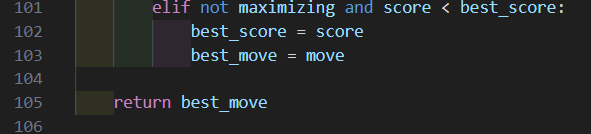 101 elif not maximizing and score < best_score:
102 best_score = score
103 best_move = move
104
105 return best_move
106